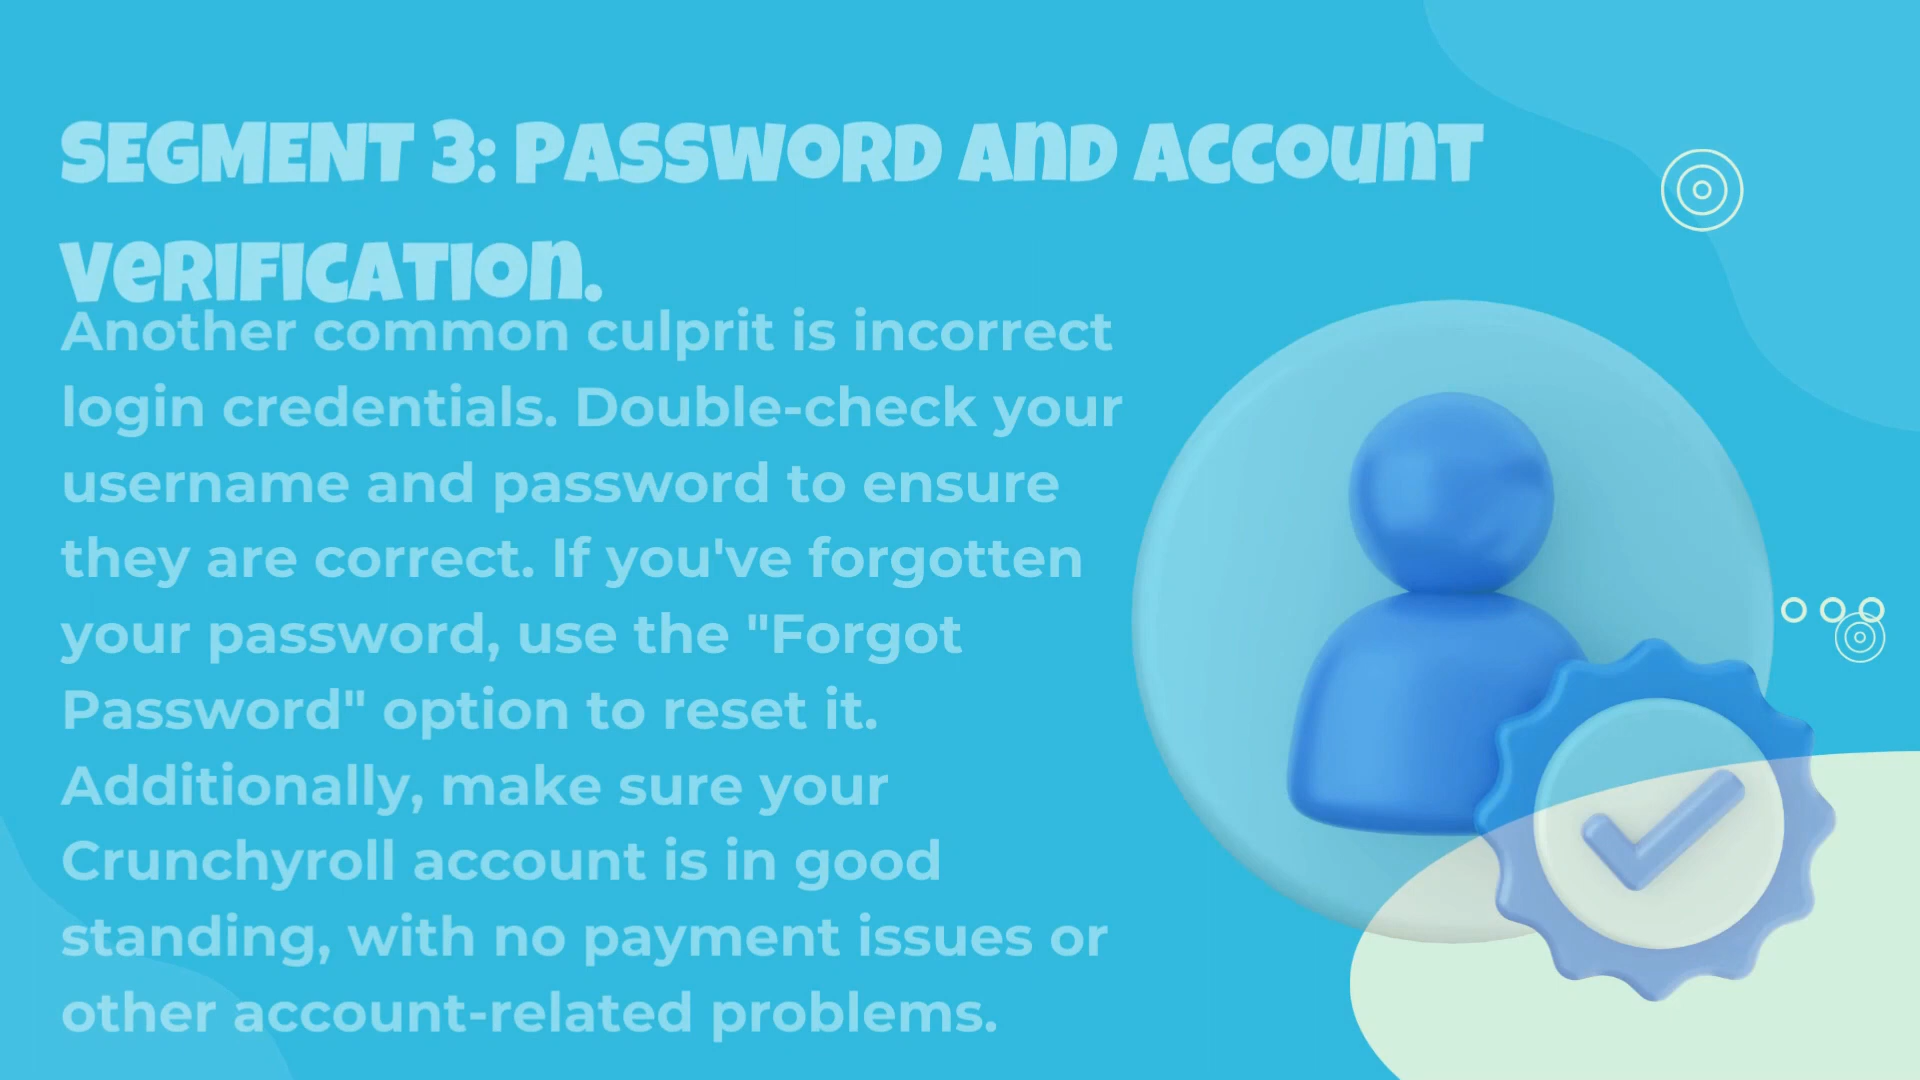 SEGMENT 3: PASSWORD AND ACCOUNT
VERIFICATION.
Another common culprit is incorrect
login credentials. Double-check your
username and password to ensure
they are correct. If you've forgotten
your password, use the "Forgot
Password" option to reset it.
Additionally, make sure your
Crunchyroll account is in good
standing, with no payment issues or
other account-related problems.